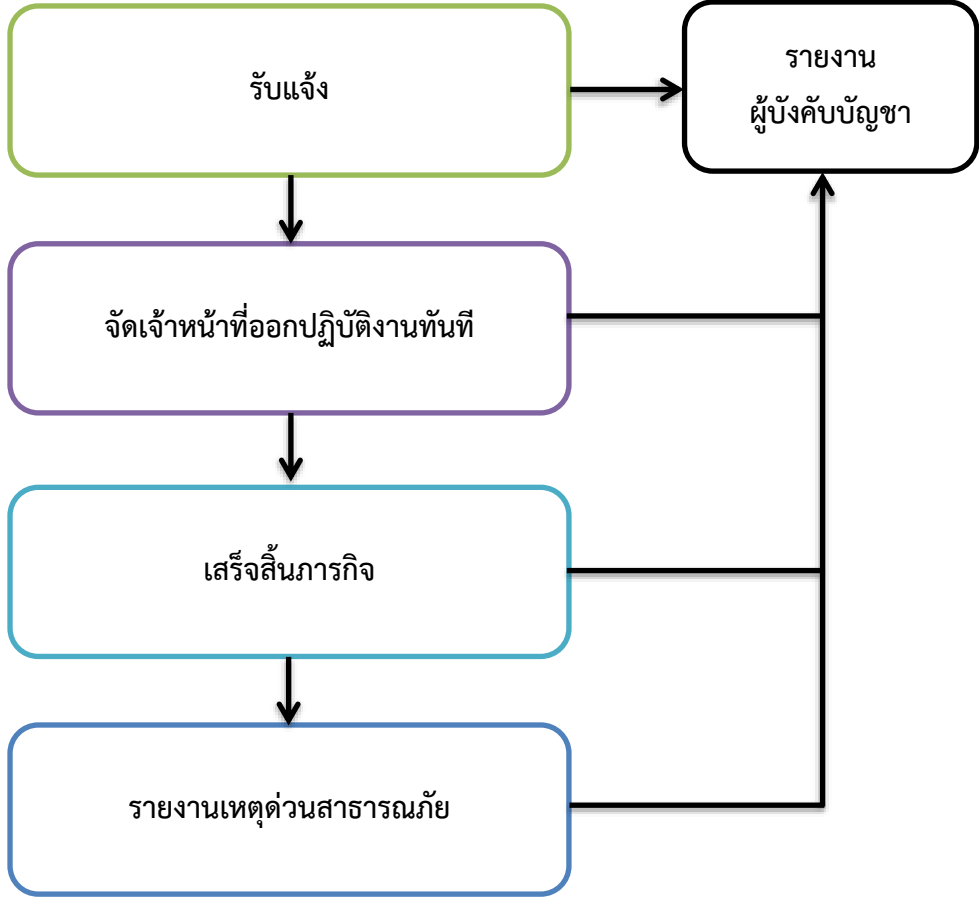 รับแจ้ง
รายงาน
ผู้บังคับบัญชา
จัดเจ้าหน้าที่ออกปฏิบัติงานทันที
เสร็จสิ้นภารกิจ
รายงานเหตุด่วนสาธารณภัย